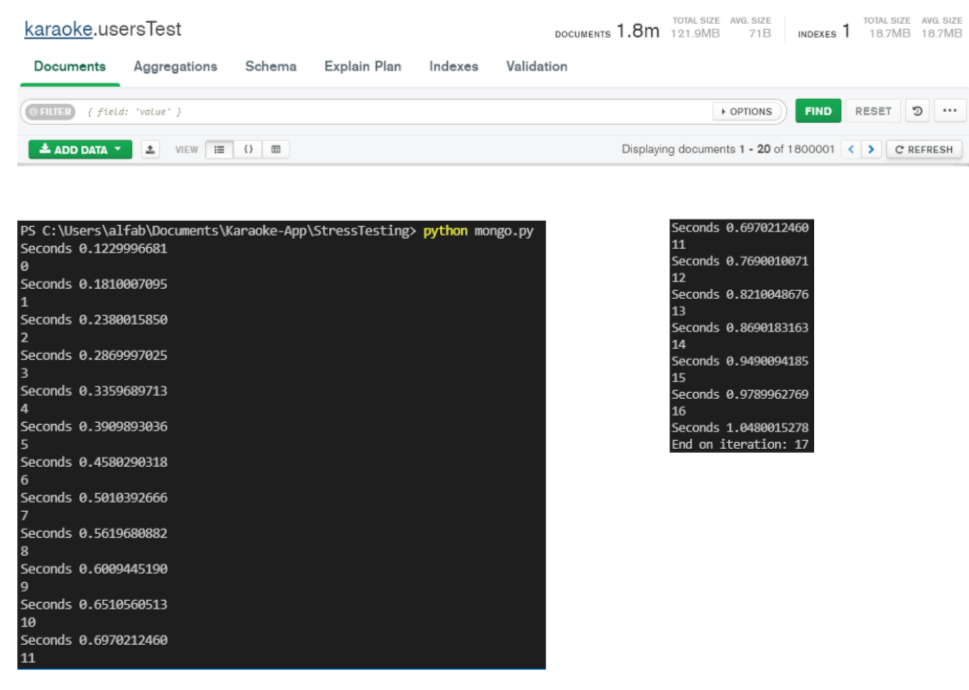 karaoke.usersTest
DOCUMENTS 1.8m TOTAL SIZE 121.9MB AVG. SIZE 71B INDEXES 1 TOTAL SIZE 18.7MB AVG. SIZE 18.7MB
Documents Aggregations Schema Explain Plan Indexes Validation
FILTER { field: 'value' } OPTIONS FIND RESET ...
ADD DATA VIEW {} Displaying documents 1 - 20 of 1800001 < > REFRESH
PS C:\Users\alfab\Documents\Karaoke-App\StressTesting> python mongo.py
Seconds 0.1229996681
0
Seconds 0.1810007095
1
Seconds 0.2380015850
2
Seconds 0.2869997025
3
Seconds 0.3359689713
4
Seconds 0.3909893036
5
Seconds 0.4580290318
6
Seconds 0.5010392666
7
Seconds 0.5619680882
8
Seconds 0.6009445190
9
Seconds 0.6510560513
10
Seconds 0.6970212460
11
Seconds 0.6970212460
11
Seconds 0.7690010071
12
Seconds 0.8210048676
13
Seconds 0.8690183163
14
Seconds 0.9490094185
15
Seconds 0.9789962769
16
Seconds 1.0480015278
End on iteration: 17